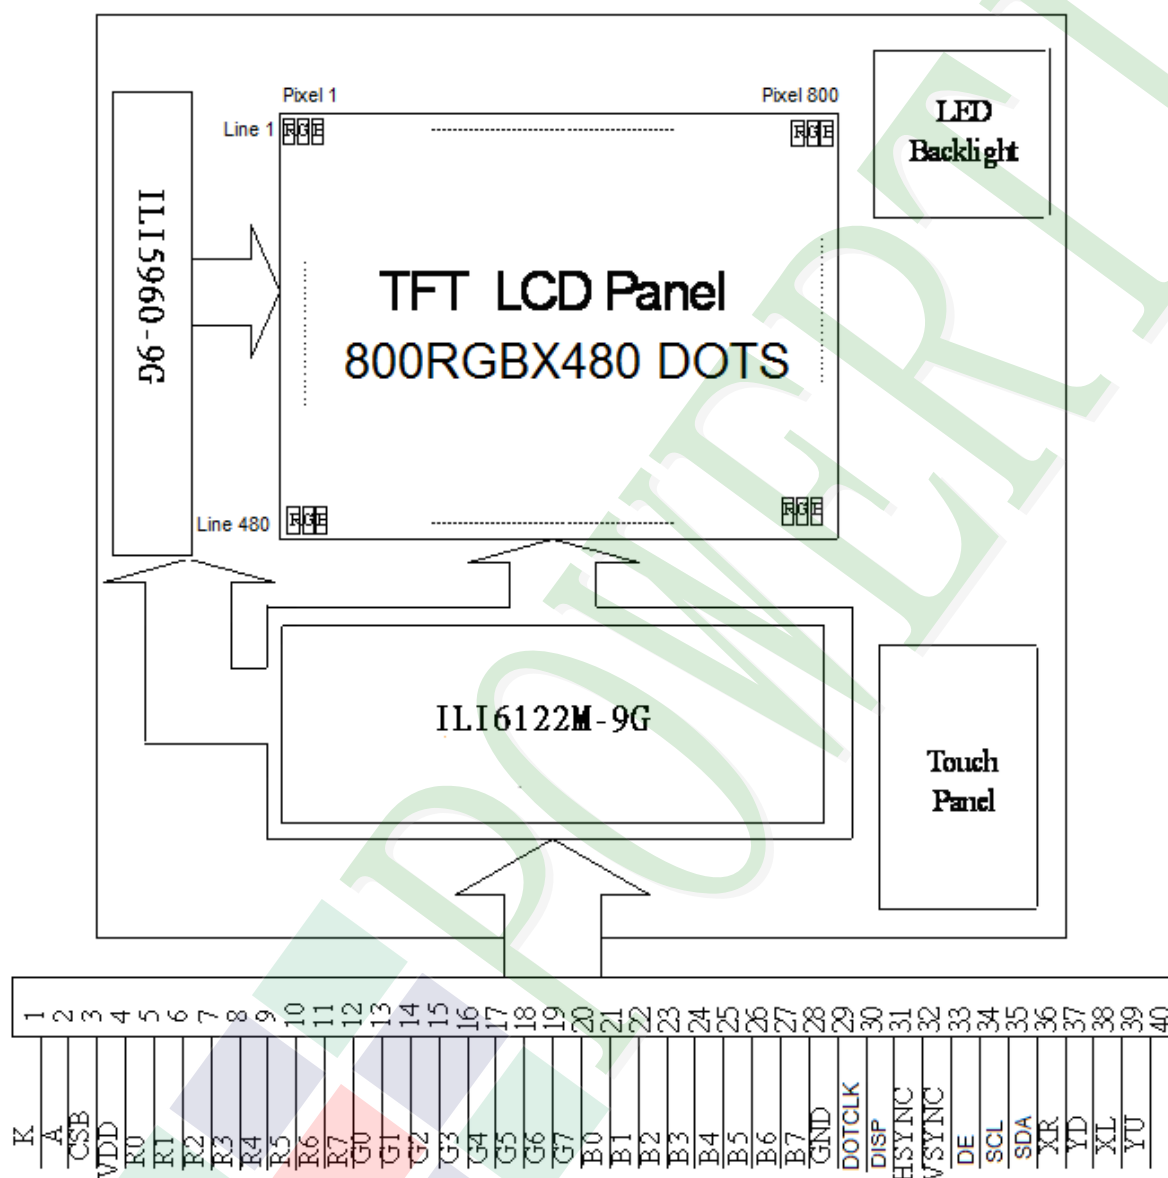 Pixel 1
Pixel 800
Line 1
RGB
RGB
LED
Backlight
ILI5960-9G
TFT LCD Panel
800RGBX480 DOTS
Line 480
RGB
RGB
ILI6122M-9G
Touch
Panel
1 2 3 4 5 6 7 8 9 10 11 12 13 14 15 16 17 18 19 20 21 22 23 24 25 26 27 28 29 30 31 32 33 34 35 36 37 38 39 40
K A CSB VDD R0 R1 R2 R3 R4 R5 R6 R7 G0 G1 G2 G3 G4 G5 G6 G7 B0 B1 B2 B3 B4 B5 B6 B7 GND DOTCLK DISP HSYNC VSYNC DE SCL SDA XR YD XL YU
POWERT